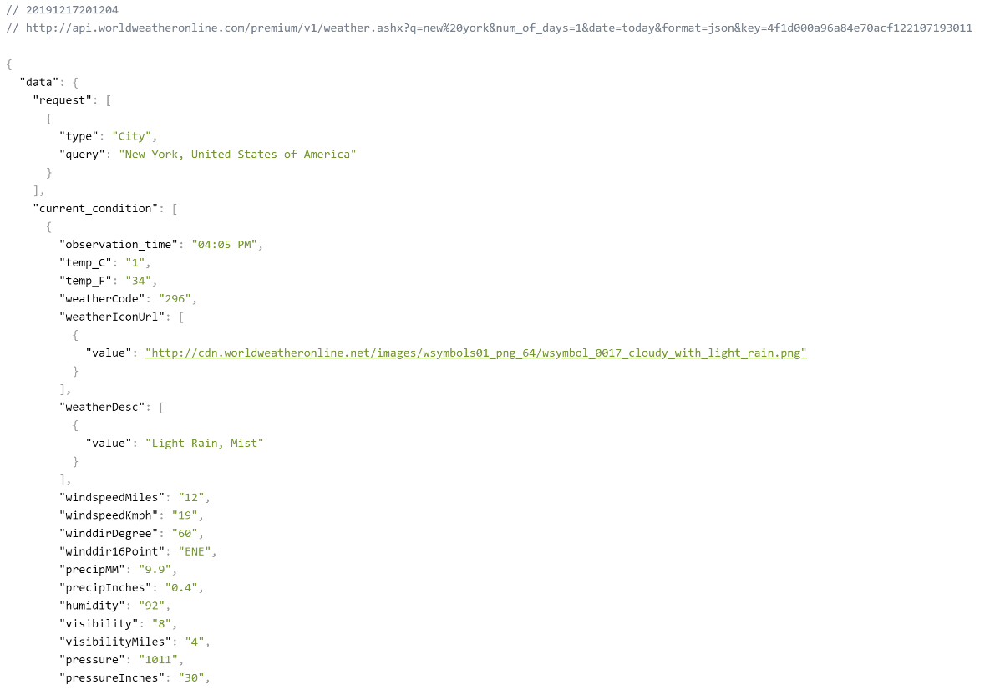 // 20191217201204
// http://api.worldweatheronline.com/premium/v1/weather.ashx?q=new%20york&num_of_days=1&date=today&format=json&key=4f1d000a96a84e70acf122107193011
{
"data": {
"request": [
{
"type": "City",
"query": "New York, United States of America"
}
],
"current_condition": [
{
"observation_time": "04:05 PM",
"temp_C": "1",
"temp_F": "34",
"weatherCode": "296",
"weatherIconUrl": [
{
"value": "http://cdn.worldweatheronline.net/images/wsymbols01_png_64/wsymbol_0017_cloudy_with_light_rain.png"
}
],
"weatherDesc": [
{
"value": "Light Rain, Mist"
}
],
"windspeedMiles": "12",
"windspeedKmph": "19",
"winddirDegree": "60",
"winddir16Point": "ENE",
"precipMM": "9.9",
"precipInches": "0.4",
"humidity": "92",
"visibility": "8",
"visibilityMiles": "4",
"pressure": "1011",
"pressureInches": "30",